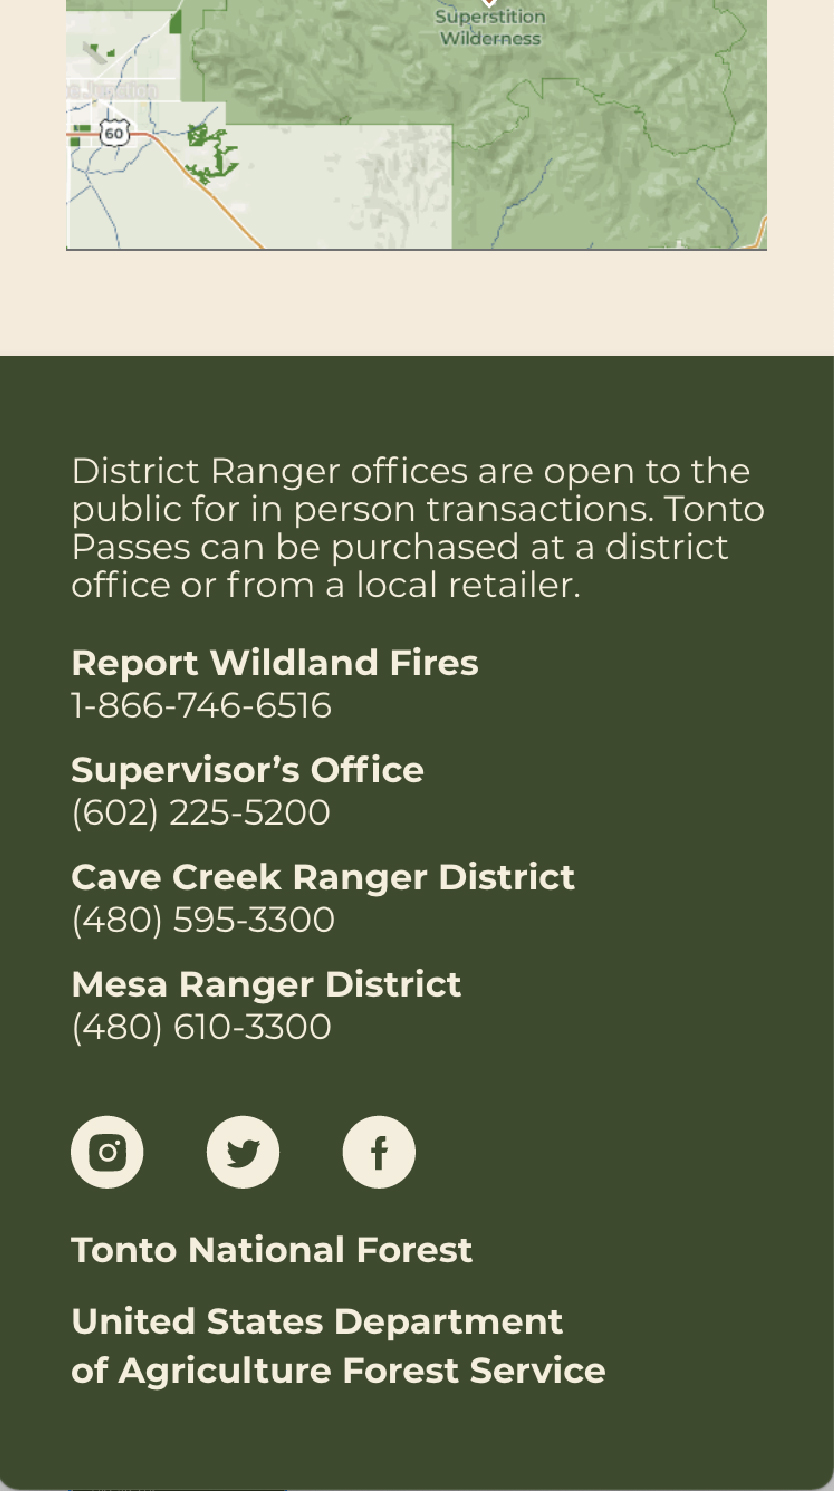 Superstition
Wilderness
Junction
60
District Ranger offices are open to the
public for in person transactions. Tonto
Passes can be purchased at a district
office or from a local retailer.
Report Wildland Fires
1-866-746-6516
Supervisor’s Office
(602) 225-5200
Cave Creek Ranger District
(480) 595-3300
Mesa Ranger District
(480) 610-3300
Tonto National Forest
United States Department
of Agriculture Forest Service